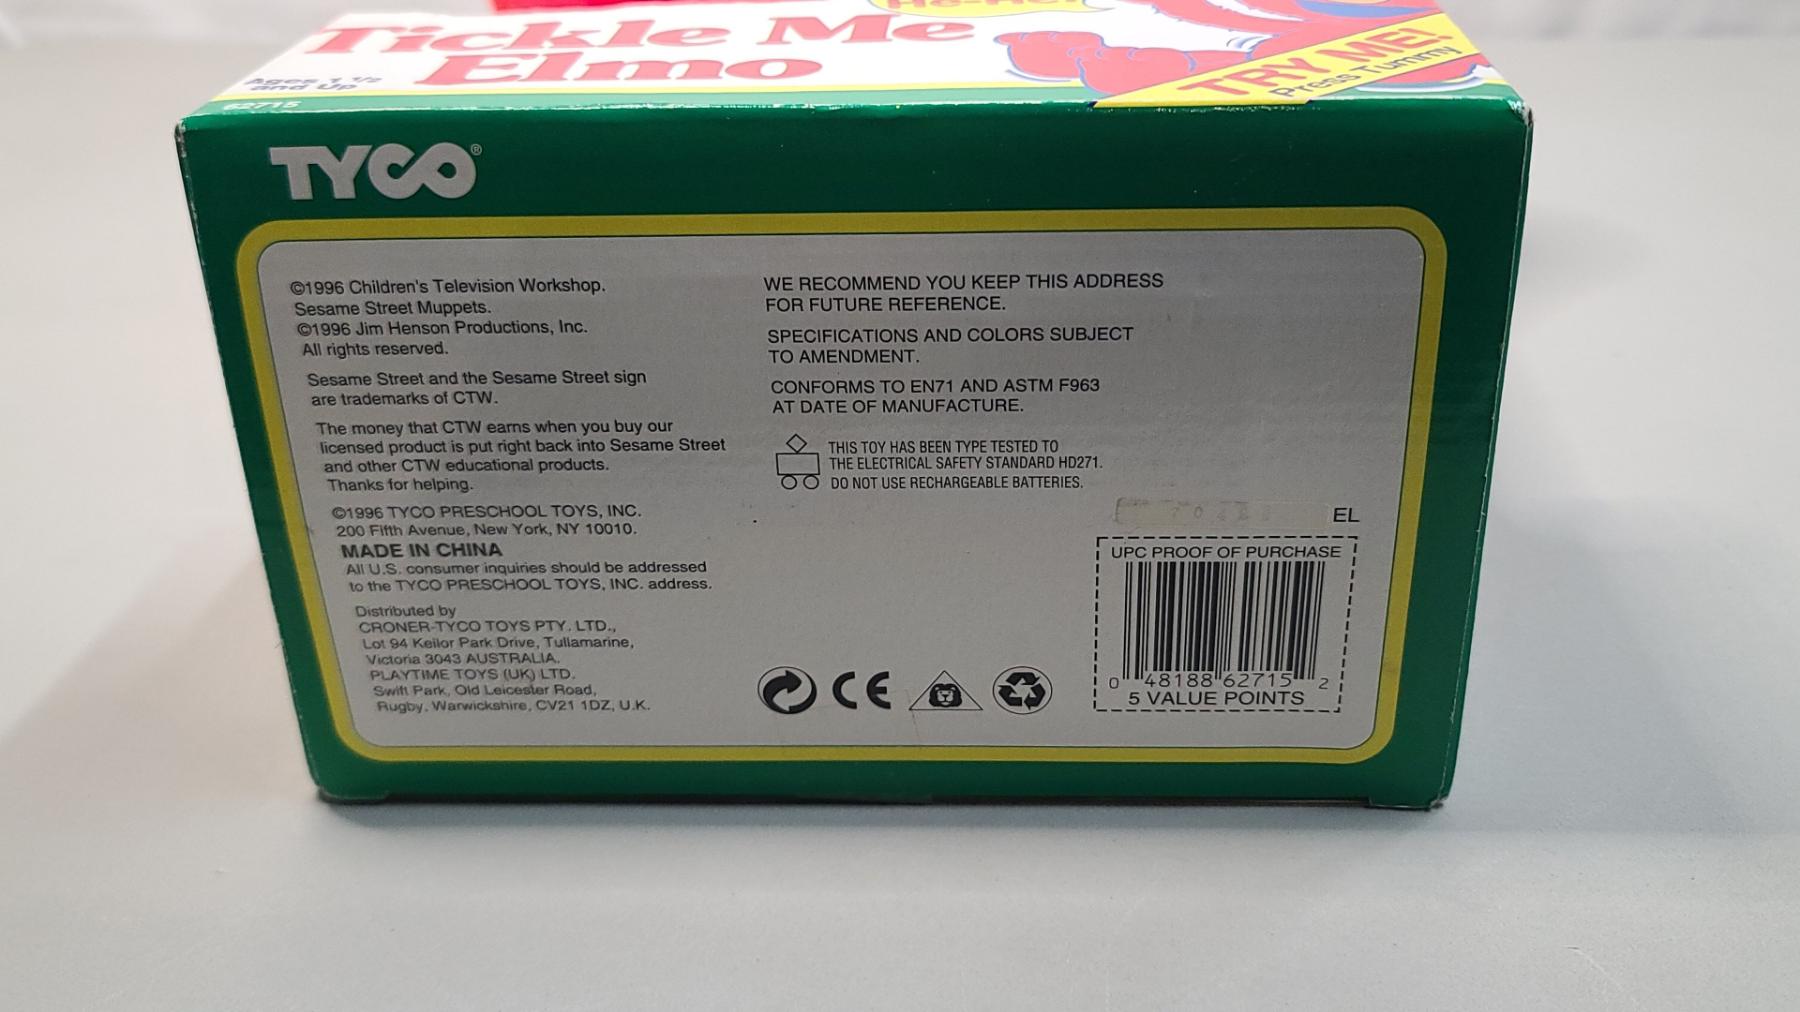 He-He!
Tickle Me
Elmo
Ages 1 1/2
and Up
TRY ME!
Press Tummy
62715
TYCO®
©1996 Children's Television Workshop.
Sesame Street Muppets.
©1996 Jim Henson Productions, Inc.
All rights reserved.
Sesame Street and the Sesame Street sign
are trademarks of CTW.
The money that CTW earns when you buy our
licensed product is put right back into Sesame Street
and other CTW educational products.
Thanks for helping.
©1996 TYCO PRESCHOOL TOYS, INC.
200 Fifth Avenue, New York, NY 10010.
MADE IN CHINA
All U.S. consumer inquiries should be addressed
to the TYCO PRESCHOOL TOYS, INC. address.
Distributed by
CRONER-TYCO TOYS PTY. LTD.,
Lot 94 Keilor Park Drive, Tullamarine,
Victoria 3043 AUSTRALIA.
PLAYTIME TOYS (UK) LTD.
Swift Park, Old Leicester Road,
Rugby, Warwickshire, CV21 1DZ, U.K.
WE RECOMMEND YOU KEEP THIS ADDRESS
FOR FUTURE REFERENCE.
SPECIFICATIONS AND COLORS SUBJECT
TO AMENDMENT.
CONFORMS TO EN71 AND ASTM F963
AT DATE OF MANUFACTURE.
THIS TOY HAS BEEN TYPE TESTED TO
THE ELECTRICAL SAFETY STANDARD HD271.
DO NOT USE RECHARGEABLE BATTERIES.
CE
EL
UPC PROOF OF PURCHASE
0 48188 62715 2
5 VALUE POINTS